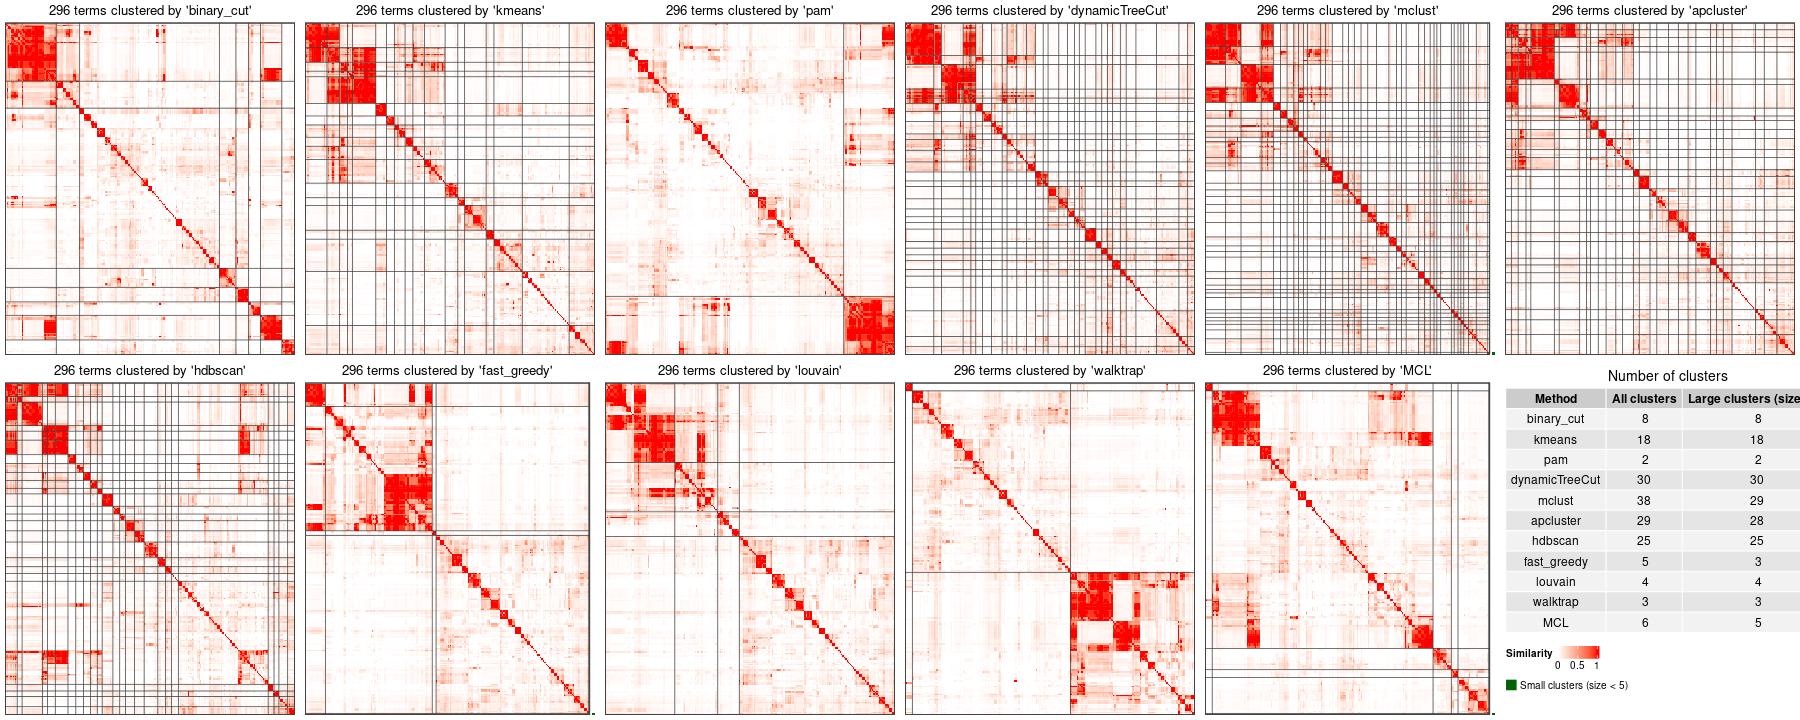 296 terms clustered by 'binary_cut'
296 terms clustered by 'kmeans'
296 terms clustered by 'pam'
296 terms clustered by 'dynamicTreeCut'
296 terms clustered by 'mclust'
296 terms clustered by 'apcluster'
296 terms clustered by 'hdbscan'
296 terms clustered by 'fast_greedy'
296 terms clustered by 'louvain'
296 terms clustered by 'walktrap'
296 terms clustered by 'MCL'
Number of clusters
Method All clusters Large clusters (size
binary_cut 8 8
kmeans 18 18
pam 2 2
dynamicTreeCut 30 30
mclust 38 29
apcluster 29 28
hdbscan 25 25
fast_greedy 5 3
louvain 4 4
walktrap 3 3
MCL 6 5
Similarity
0 0.5 1
Small clusters (size < 5)